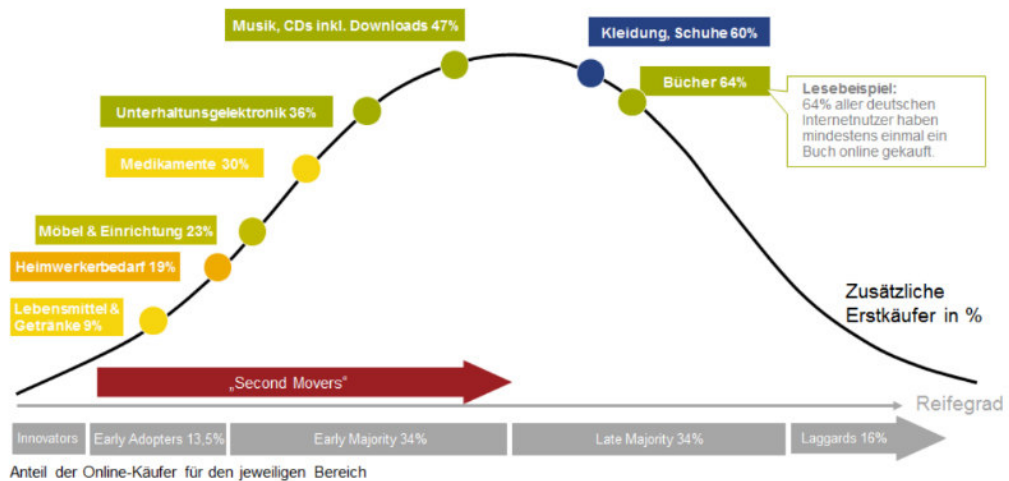 Musik, CDs inkl. Downloads 47%
Kleidung, Schuhe 60%
Bücher 64%
Lesebeispiel:
64% aller deutschen
Internetnutzer haben
mindestens einmal ein
Buch online gekauft.
Unterhaltunsgelektronik 36%
Medikamente 30%
Möbel & Einrichtung 23%
Heimwerkerbedarf 19%
Lebensmittel &
Getränke 9%
Zusätzliche
Erstkäufer in %
„Second Movers“
Reifegrad
Innovators
Early Adopters 13,5%
Early Majority 34%
Late Majority 34%
Laggards 16%
Anteil der Online-Käufer für den jeweiligen Bereich